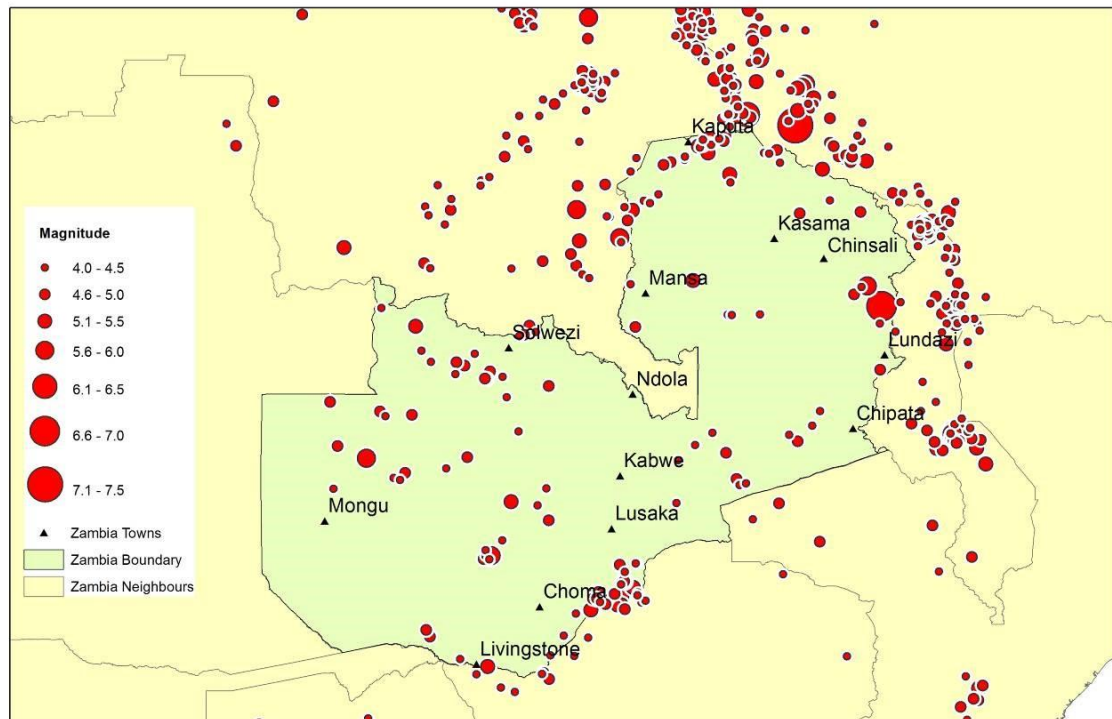 Kaputa
Kasama
Chinsali
Mansa
Solwezi
Lundazi
Ndola
Chipata
Kabwe
Mongu
Lusaka
Choma
Livingstone
Magnitude
4.0 - 4.5
4.6 - 5.0
5.1 - 5.5
5.6 - 6.0
6.1 - 6.5
6.6 - 7.0
7.1 - 7.5
Zambia Towns
Zambia Boundary
Zambia Neighbours